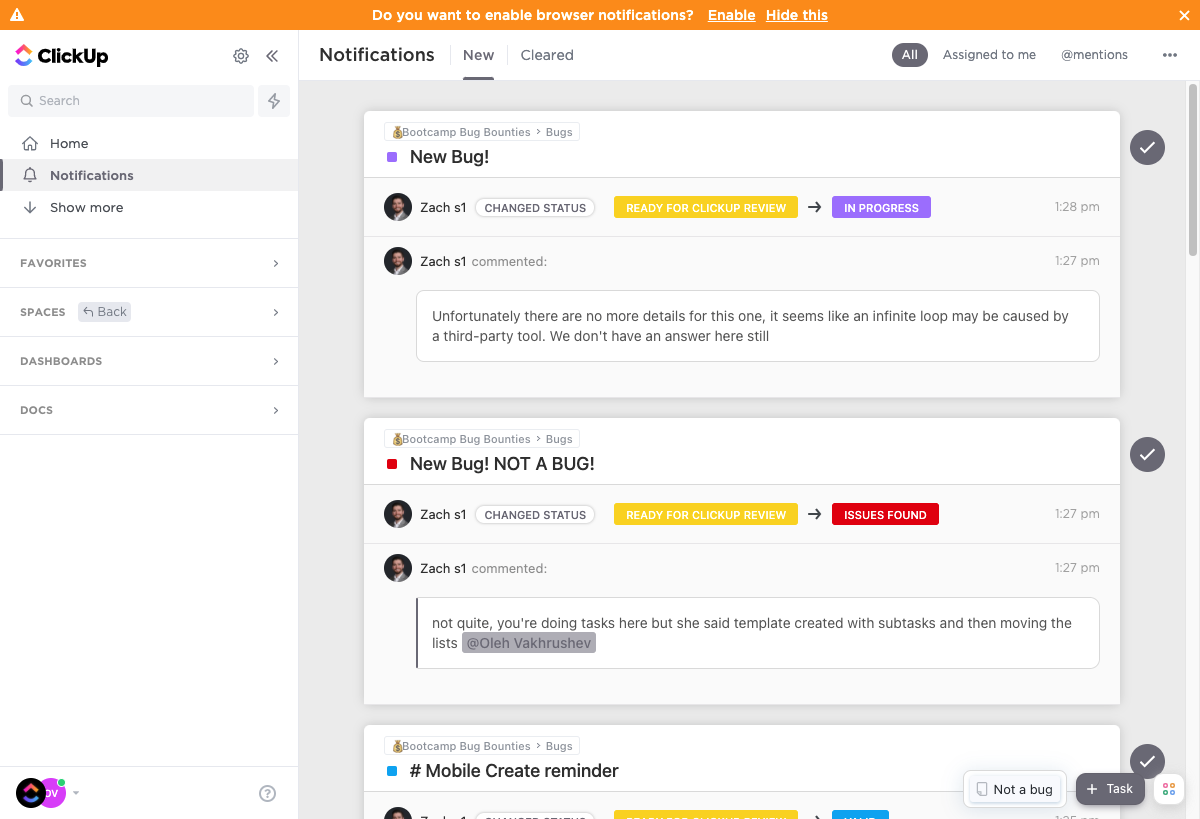 Do you want to enable browser notifications? Enable Hide this
ClickUp
Search
Home
Notifications
Show more
FAVORITES
SPACES Back
DASHBOARDS
DOCS
OV
Notifications New Cleared All Assigned to me @mentions
Bootcamp Bug Bounties > Bugs
New Bug!
Zach s1 CHANGED STATUS READY FOR CLICKUP REVIEW → IN PROGRESS 1:28 pm
Zach s1 commented: 1:27 pm
Unfortunately there are no more details for this one, it seems like an infinite loop may be caused by
a third-party tool. We don't have an answer here still
Bootcamp Bug Bounties > Bugs
New Bug! NOT A BUG!
Zach s1 CHANGED STATUS READY FOR CLICKUP REVIEW → ISSUES FOUND 1:27 pm
Zach s1 commented: 1:27 pm
not quite, you're doing tasks here but she said template created with subtasks and then moving the
lists @Oleh Vakhrushev
Bootcamp Bug Bounties > Bugs
# Mobile Create reminder
Not a bug
+ Task